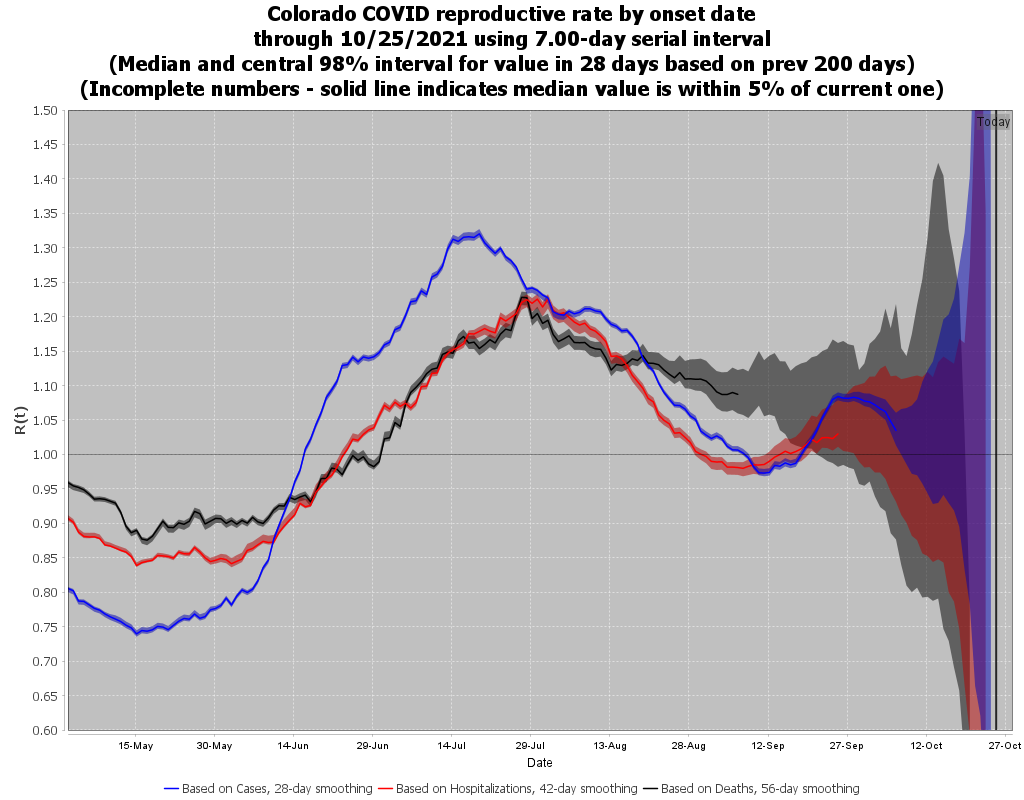 Colorado COVID reproductive rate by onset date
through 10/25/2021 using 7.00-day serial interval
(Median and central 98% interval for value in 28 days based on prev 200 days)
(Incomplete numbers - solid line indicates median value is within 5% of current one)
Today
1.50
1.45
1.40
1.35
1.30
1.25
1.20
1.15
1.10
1.05
1.00
0.95
0.90
0.85
0.80
0.75
0.70
0.65
0.60
R(t)
15-May 30-May 14-Jun 29-Jun 14-Jul 29-Jul 13-Aug 28-Aug 12-Sep 27-Sep 12-Oct 27-Oct
Date
Based on Cases, 28-day smoothing Based on Hospitalizations, 42-day smoothing Based on Deaths, 56-day smoothing